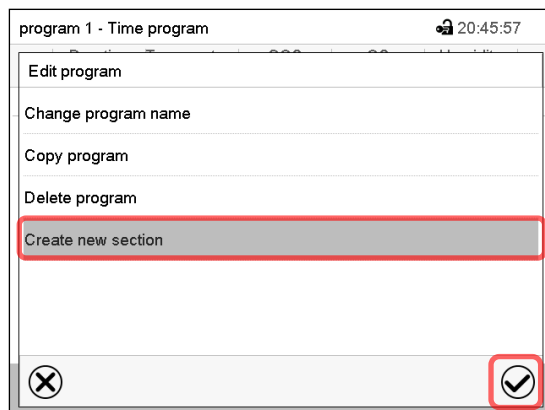 program 1 - Time program 20:45:57
Edit program
Change program name
Copy program
Delete program
Create new section